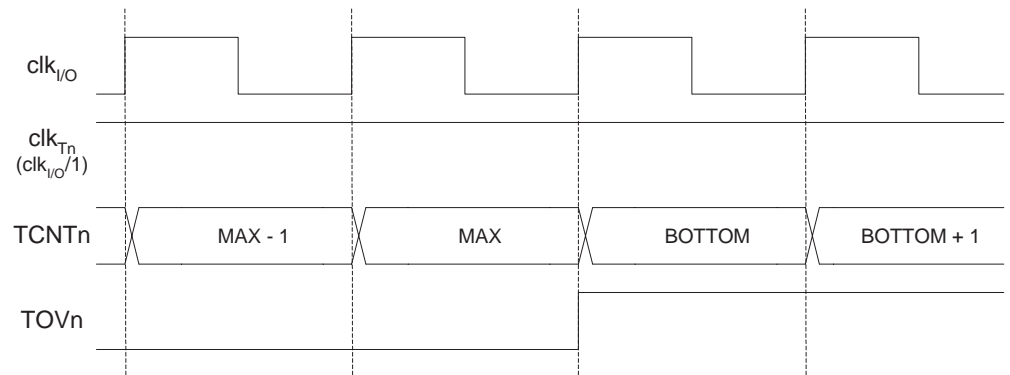 clkI/O
clkTn
(clkI/O/1)
TCNTn MAX - 1 MAX BOTTOM BOTTOM + 1
TOVn